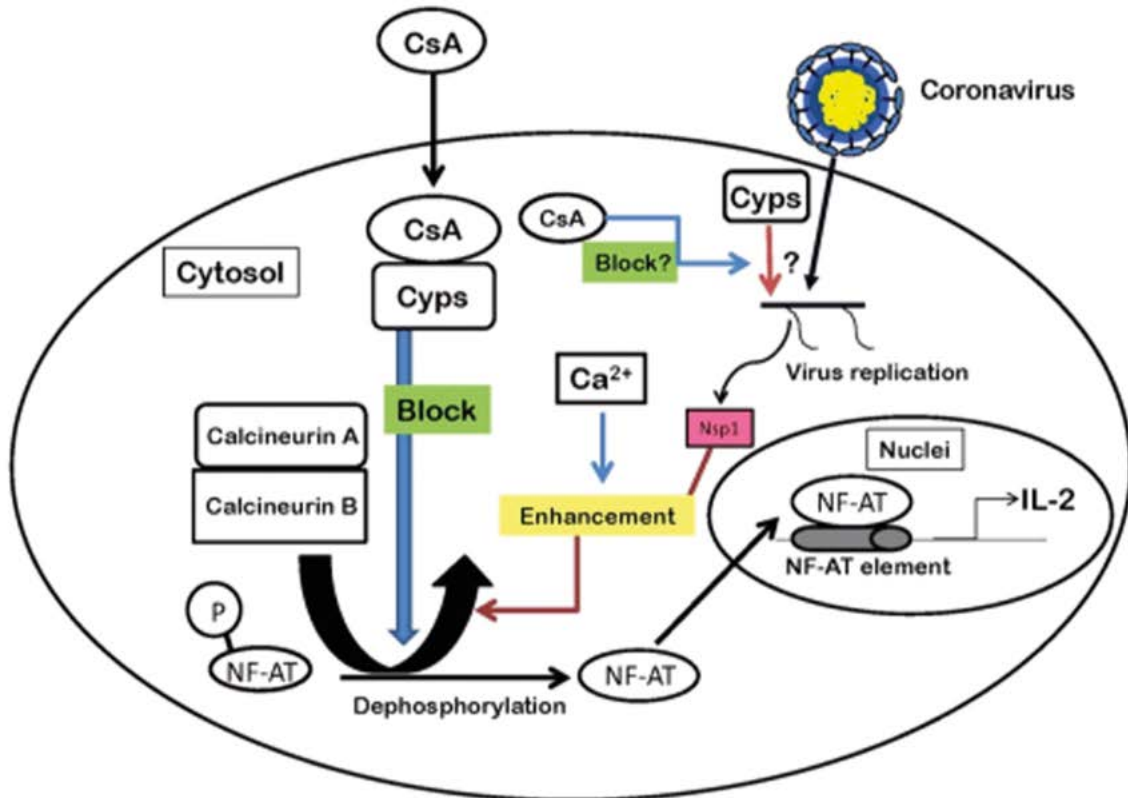 CsA
Coronavirus
Cyps
CsA
CsA
Block?
?
Cytosol
Cyps
Ca²⁺
Virus replication
Block
Nsp1
Calcineurin A
Nuclei
Calcineurin B
NF-AT
IL-2
Enhancement
NF-AT element
P
NF-AT
NF-AT
Dephosphorylation